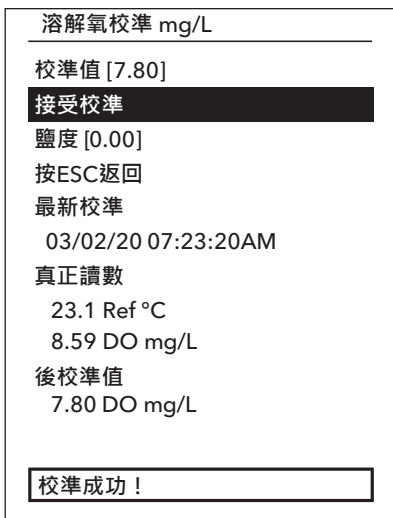 溶解氧校準 mg/L
校準值 [7.80]
接受校準
鹽度 [0.00]
按ESC返回
最新校準
03/02/20 07:23:20AM
真正讀數
23.1 Ref °C
8.59 DO mg/L
後校準值
7.80 DO mg/L
校準成功！